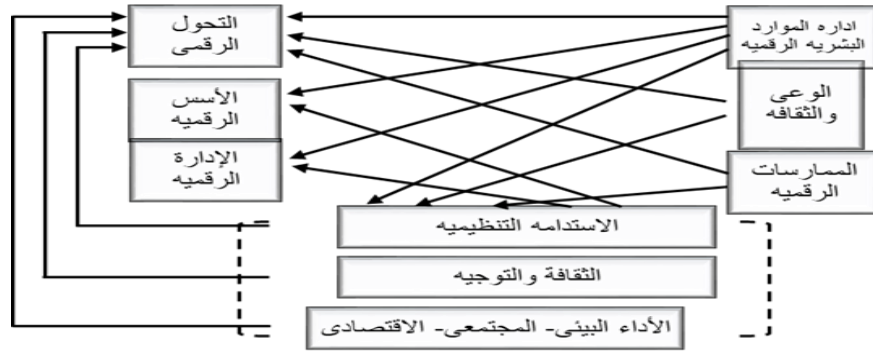 اداره الموارد
البشريه الرقميه
الوعى
والثقافه
الممارسات
الرقميه
التحول
الرقمى
الأسس
الرقميه
الإدارة
الرقميه
الاستدامه التنظيميه
الثقافة والتوجيه
الأداء البيئى- المجتمعى- الاقتصادى